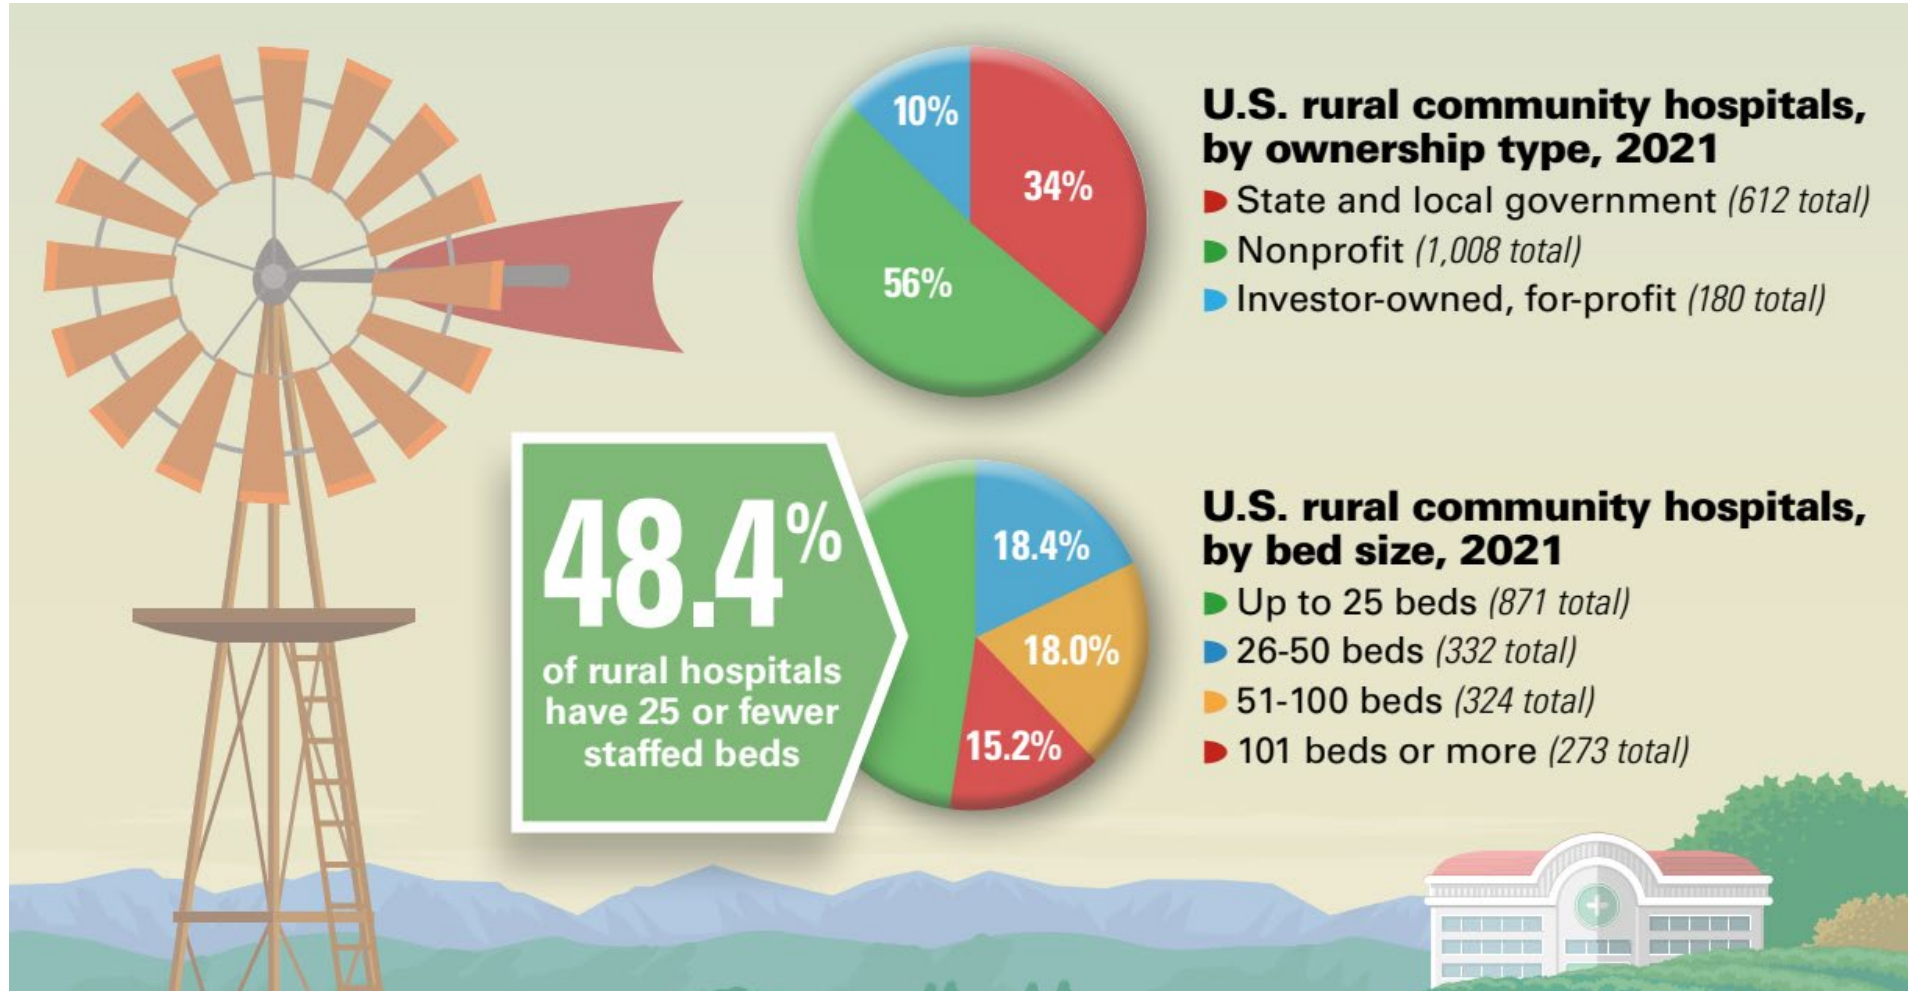 10%
34%
56%
U.S. rural community hospitals,
by ownership type, 2021
State and local government (612 total)
Nonprofit (1,008 total)
Investor-owned, for-profit (180 total)
48.4%
of rural hospitals
have 25 or fewer
staffed beds
18.4%
18.0%
15.2%
U.S. rural community hospitals,
by bed size, 2021
Up to 25 beds (871 total)
26-50 beds (332 total)
51-100 beds (324 total)
101 beds or more (273 total)